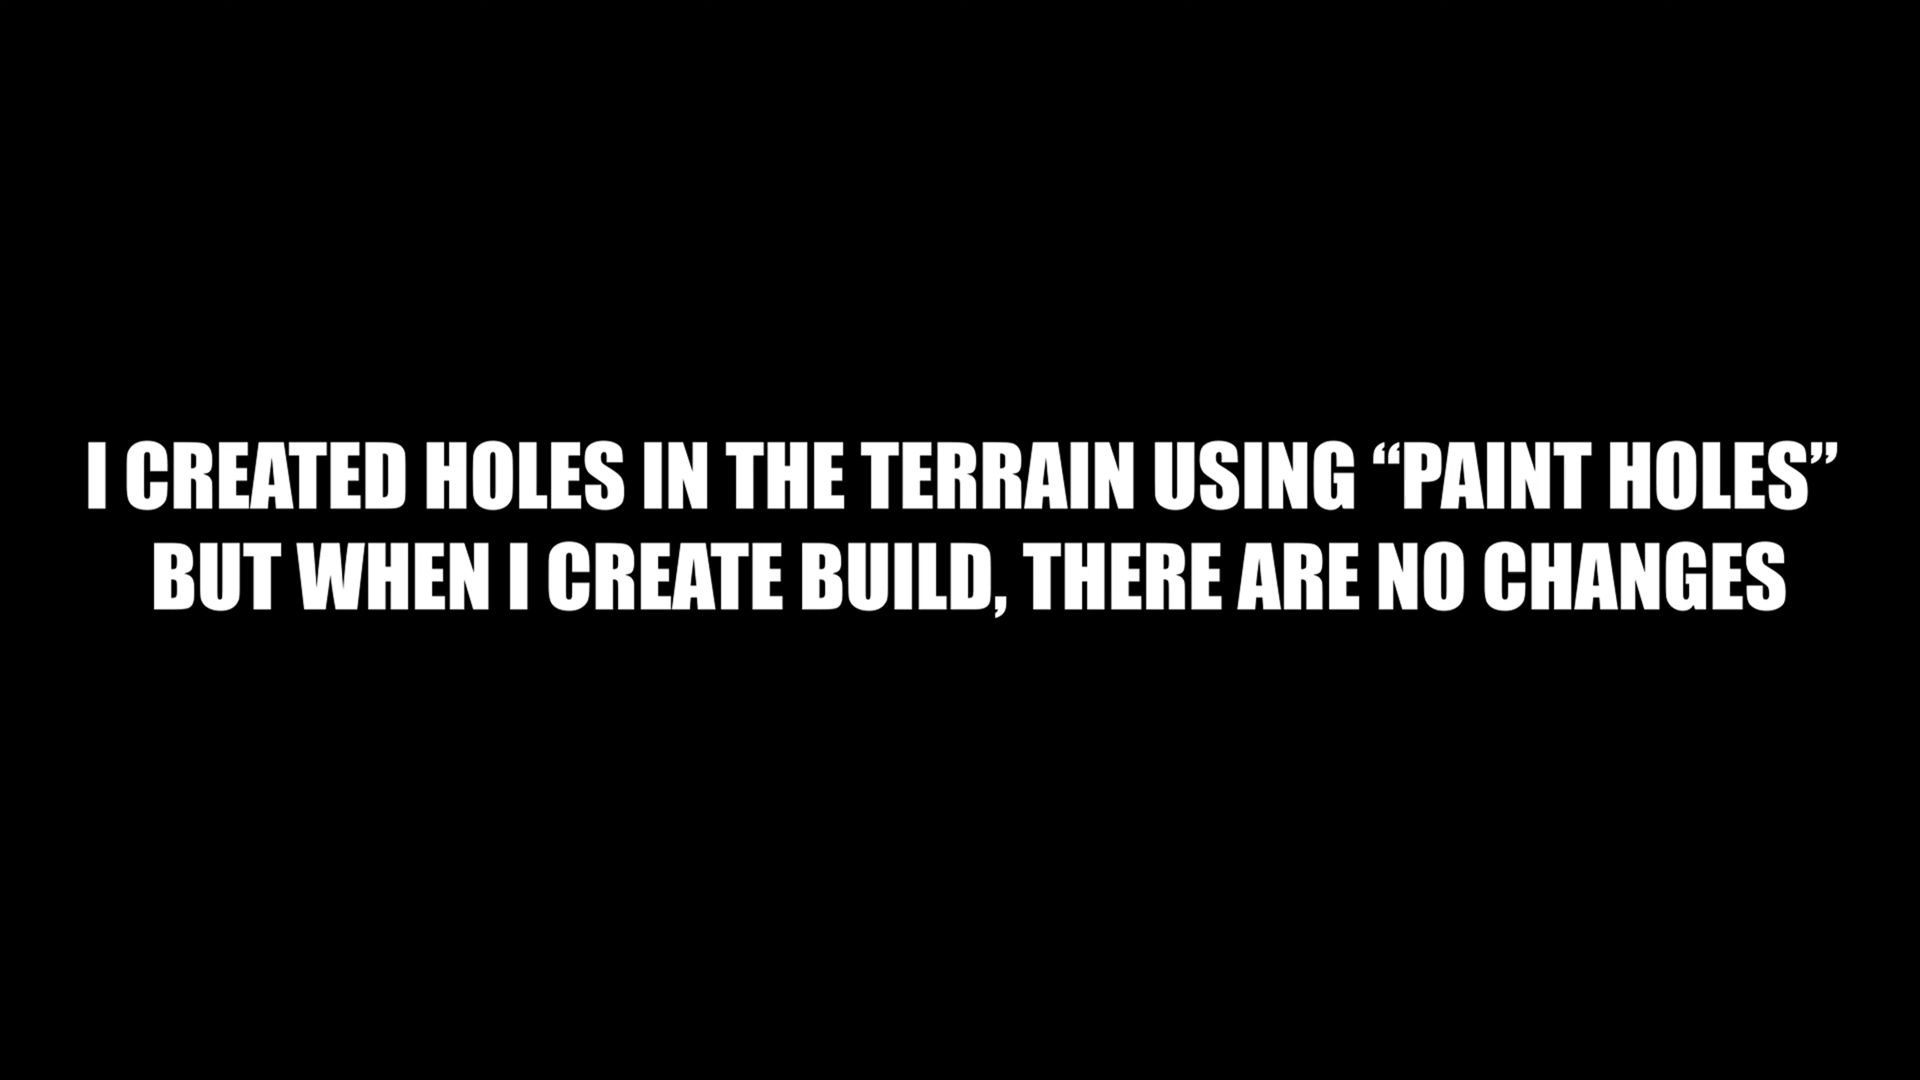 I CREATED HOLES IN THE TERRAIN USING “PAINT HOLES”
BUT WHEN I CREATE BUILD, THERE ARE NO CHANGES